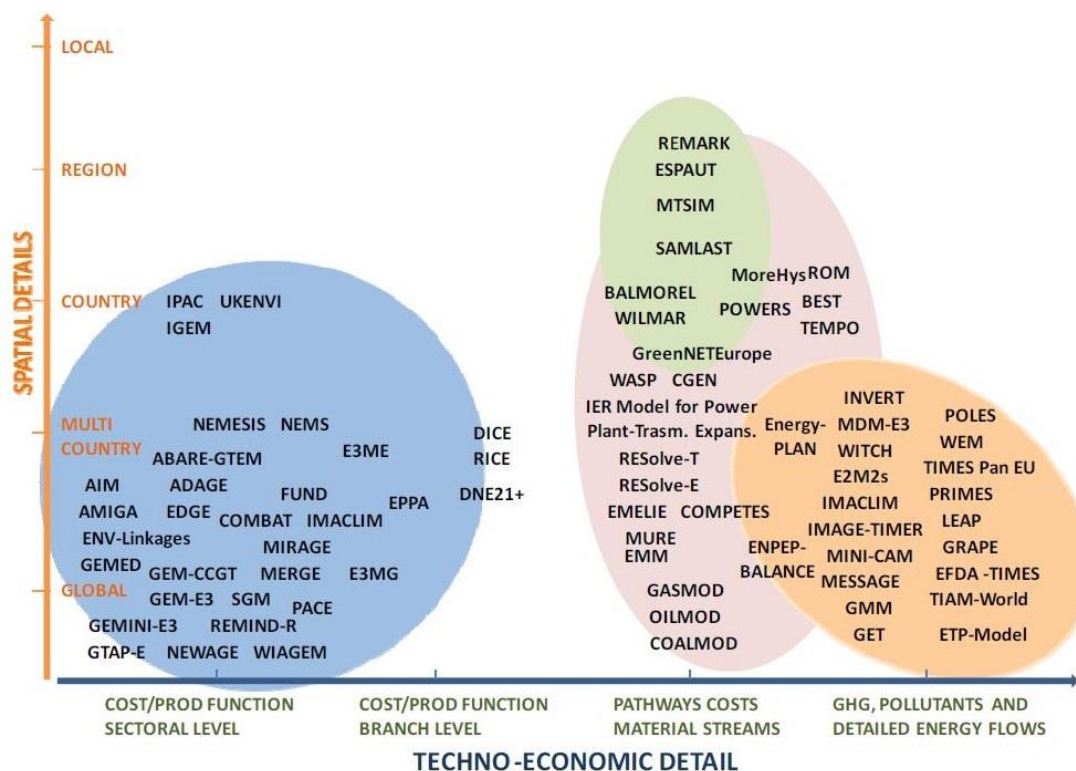 LOCAL
REGION
COUNTRY
MULTI
COUNTRY
GLOBAL
SPATIAL DETAILS
IPAC UKENVI
IGEM
NEMESIS NEMS
ABARE-GTEM
E3ME
AIM
ADAGE
FUND
EPPA
AMIGA
EDGE
COMBAT IMACLIM
ENV-Linkages
MIRAGE
GEMED
GEM-CCGT
MERGE
E3MG
GEM-E3 SGM
PACE
GEMINI-E3
REMIND-R
GTAP-E NEWAGE WIAGEM
DICE
RICE
DNE21+
REMARK
ESPAUT
MTSIM
SAMLAST
MoreHys ROM
BALMOREL
WILMAR
POWERS
BEST
TEMPO
GreenNETEurope
WASP CGEN
IER Model for Power
Plant-Trasm. Expans.
RESolve-T
RESolve-E
EMELIE COMPETES
MURE
EMM
GASMOD
OILMOD
COALMOD
Energy-
PLAN
ENPEP-
BALANCE
INVERT
MDM-E3
WITCH
E2M2s
IMACLIM
IMAGE-TIMER
MINI-CAM
MESSAGE
GMM
GET
POLES
WEM
TIMES Pan EU
PRIMES
LEAP
GRAPE
EFDA -TIMES
TIAM-World
ETP-Model
COST/PROD FUNCTION
SECTORAL LEVEL
COST/PROD FUNCTION
BRANCH LEVEL
PATHWAYS COSTS
MATERIAL STREAMS
GHG, POLLUTANTS AND
DETAILED ENERGY FLOWS
TECHNO-ECONOMIC DETAIL